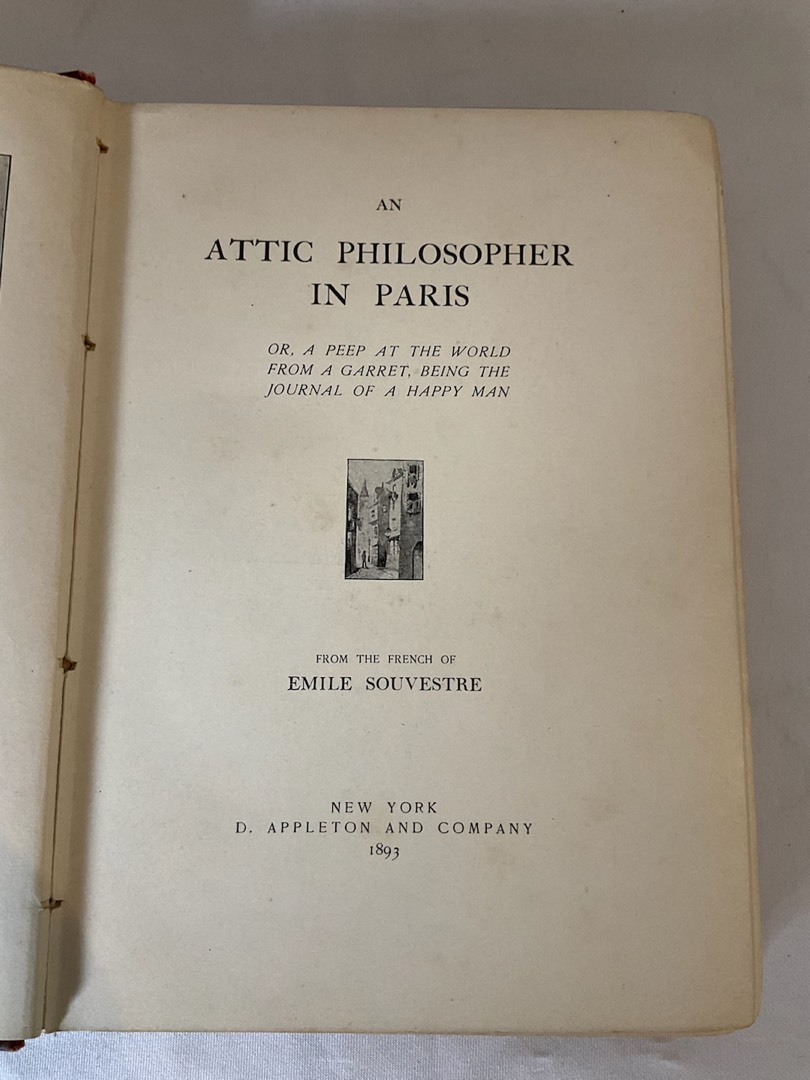 AN
ATTIC PHILOSOPHER
IN PARIS
OR, A PEEP AT THE WORLD
FROM A GARRET, BEING THE
JOURNAL OF A HAPPY MAN
FROM THE FRENCH OF
EMILE SOUVESTRE
NEW YORK
D. APPLETON AND COMPANY
1893